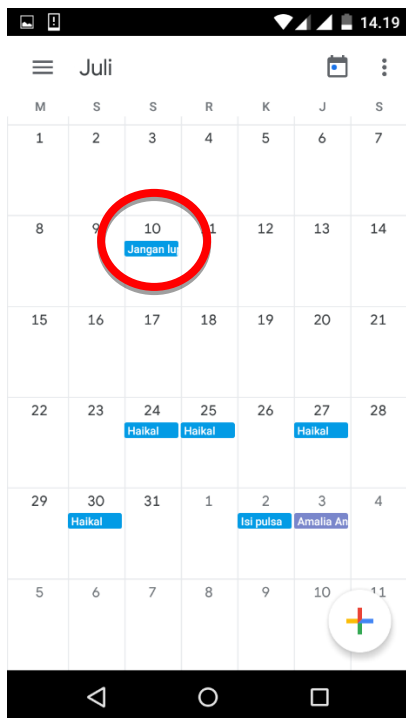 14.19
Juli
M S S R K J S
1 2 3 4 5 6 7
8 9 10 11 12 13 14
Jangan lu
15 16 17 18 19 20 21
22 23 24 25 26 27 28
Haikal Haikal Haikal
29 30 31 1 2 3 4
Haikal Isi pulsa Amalia An
5 6 7 8 9 10 11